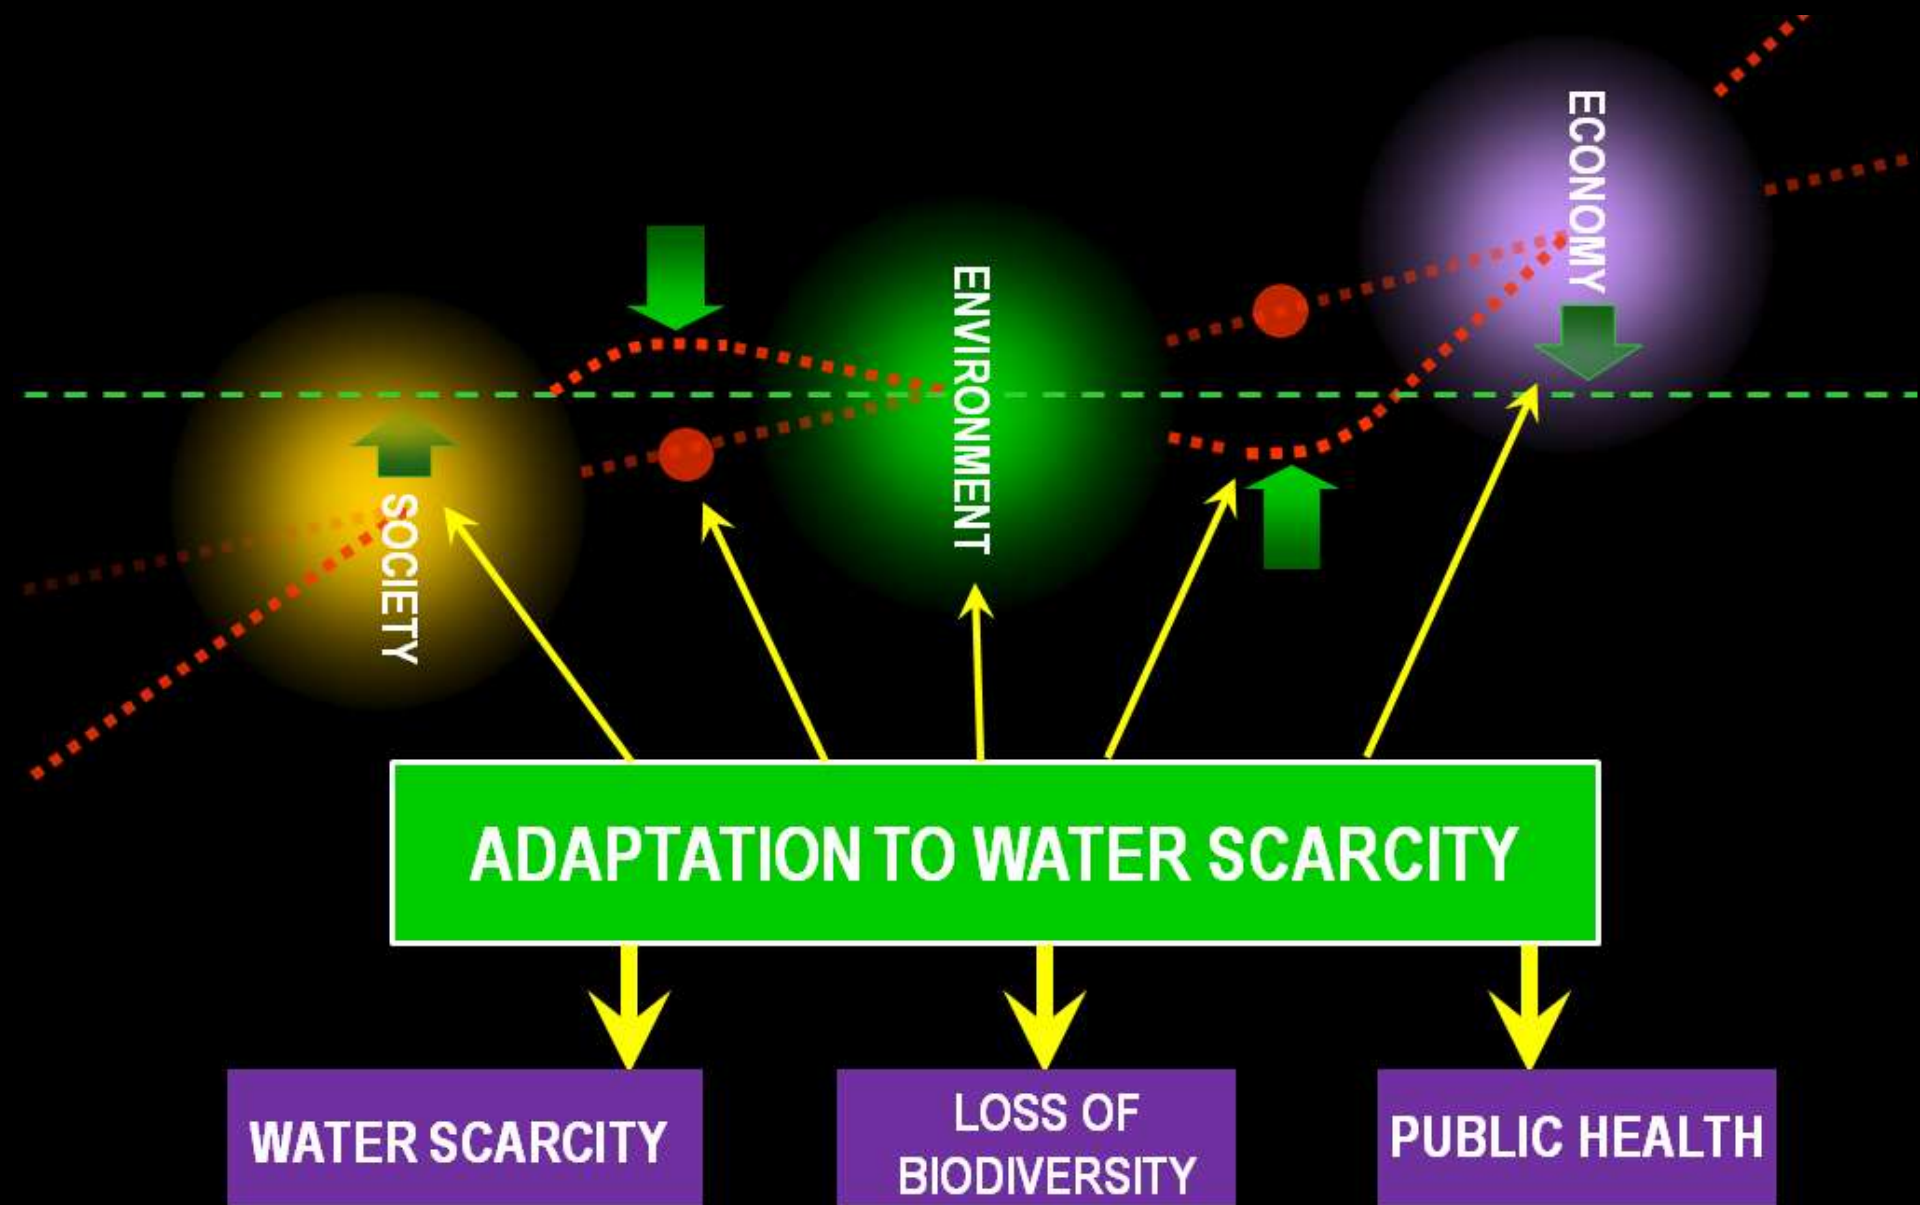 SOCIETY
ENVIRONMENT
ECONOMY
ADAPTATION TO WATER SCARCITY
WATER SCARCITY
LOSS OF
BIODIVERSITY
PUBLIC HEALTH